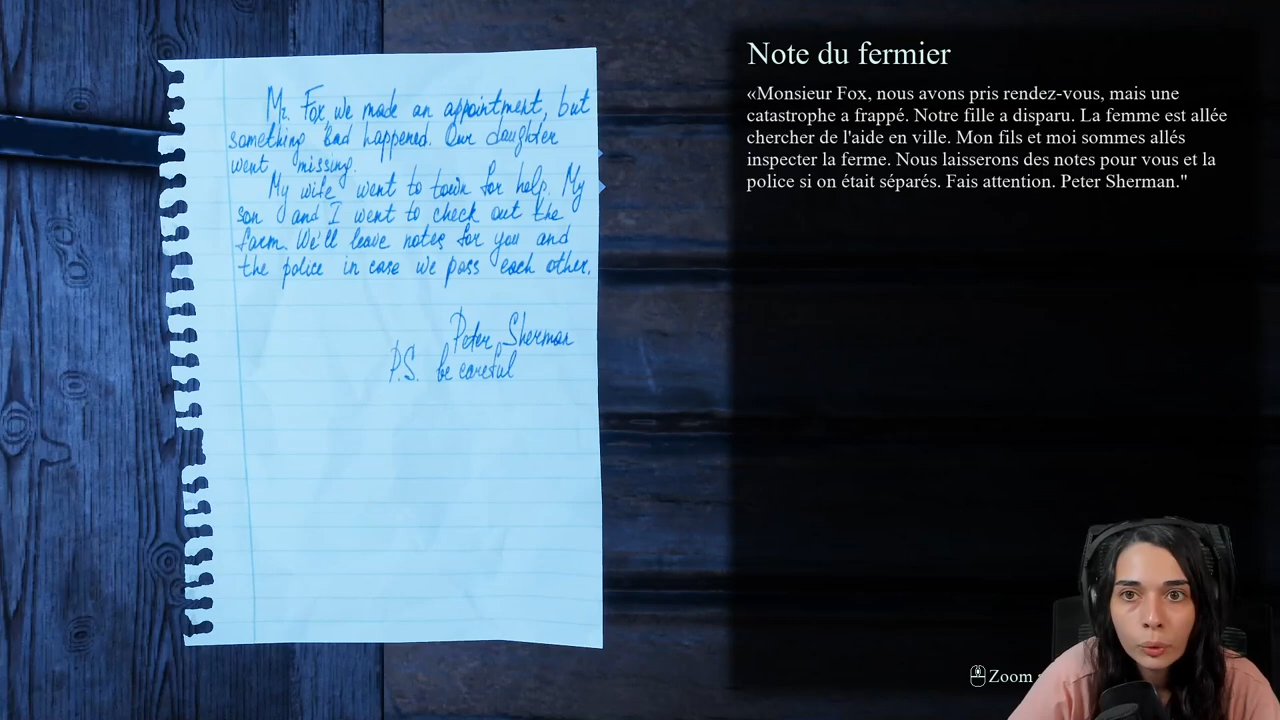 Mr. Fox, we made an appointment, but
something bad happened. Our daughter
went missing.
My wife went to town for help. My
son and I went to check out the
farm. We'll leave notes for you and
the police in case we pass each other.
Peter Sherman
P.S. be careful
Note du fermier
«Monsieur Fox, nous avons pris rendez-vous, mais une
catastrophe a frappé. Notre fille a disparu. La femme est allée
chercher de l'aide en ville. Mon fils et moi sommes allés
inspecter la ferme. Nous laisserons des notes pour vous et la
police si on était séparés. Fais attention. Peter Sherman."
Zoom